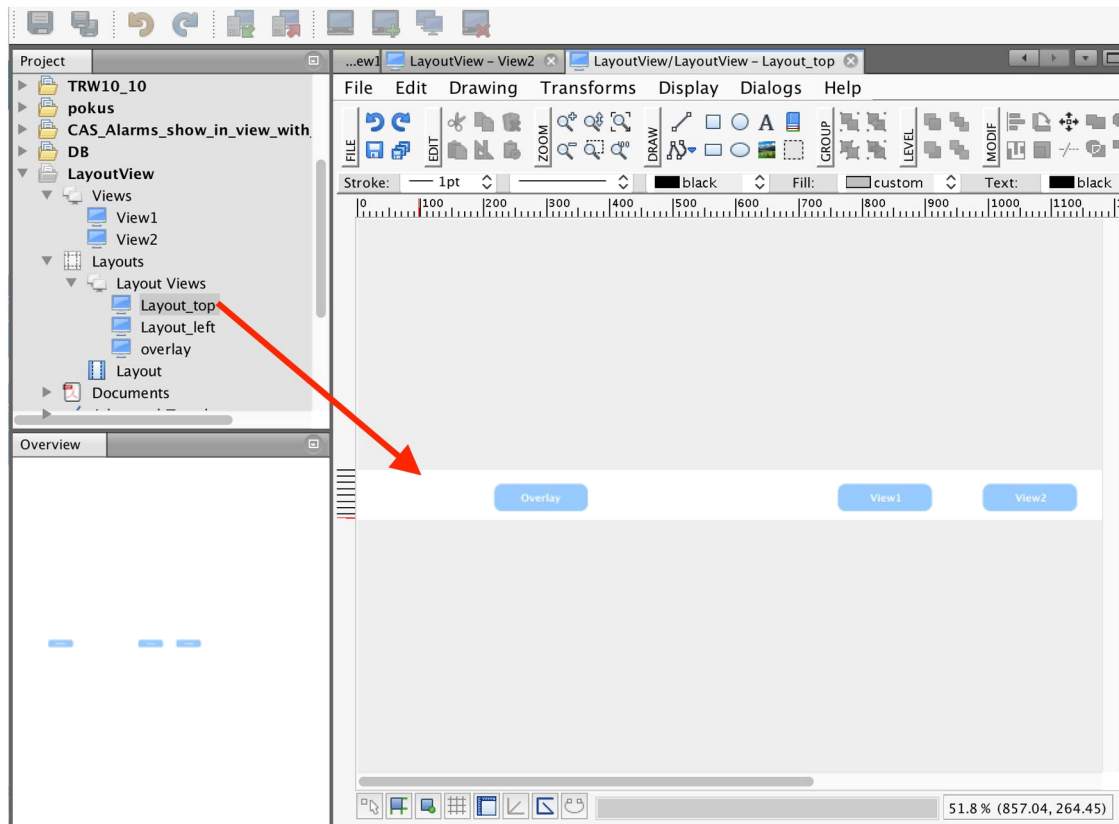 Project
...ew1 LayoutView – View2 LayoutView/LayoutView – Layout_top
TRW10_10
pokus
CAS_Alarms_show_in_view_with_
DB
LayoutView
Views
View1
View2
Layouts
Layout Views
Layout_top
Layout_left
overlay
Layout
Documents
File Edit Drawing Transforms Display Dialogs Help
FILE EDIT ZOOM DRAW GROUP LEVEL MODIF
Stroke: 1pt black Fill: custom Text: black
0 100 200 300 400 500 600 700 800 900 1000 1100
Overview
Overlay View1 View2
51.8 % (857.04, 264.45)